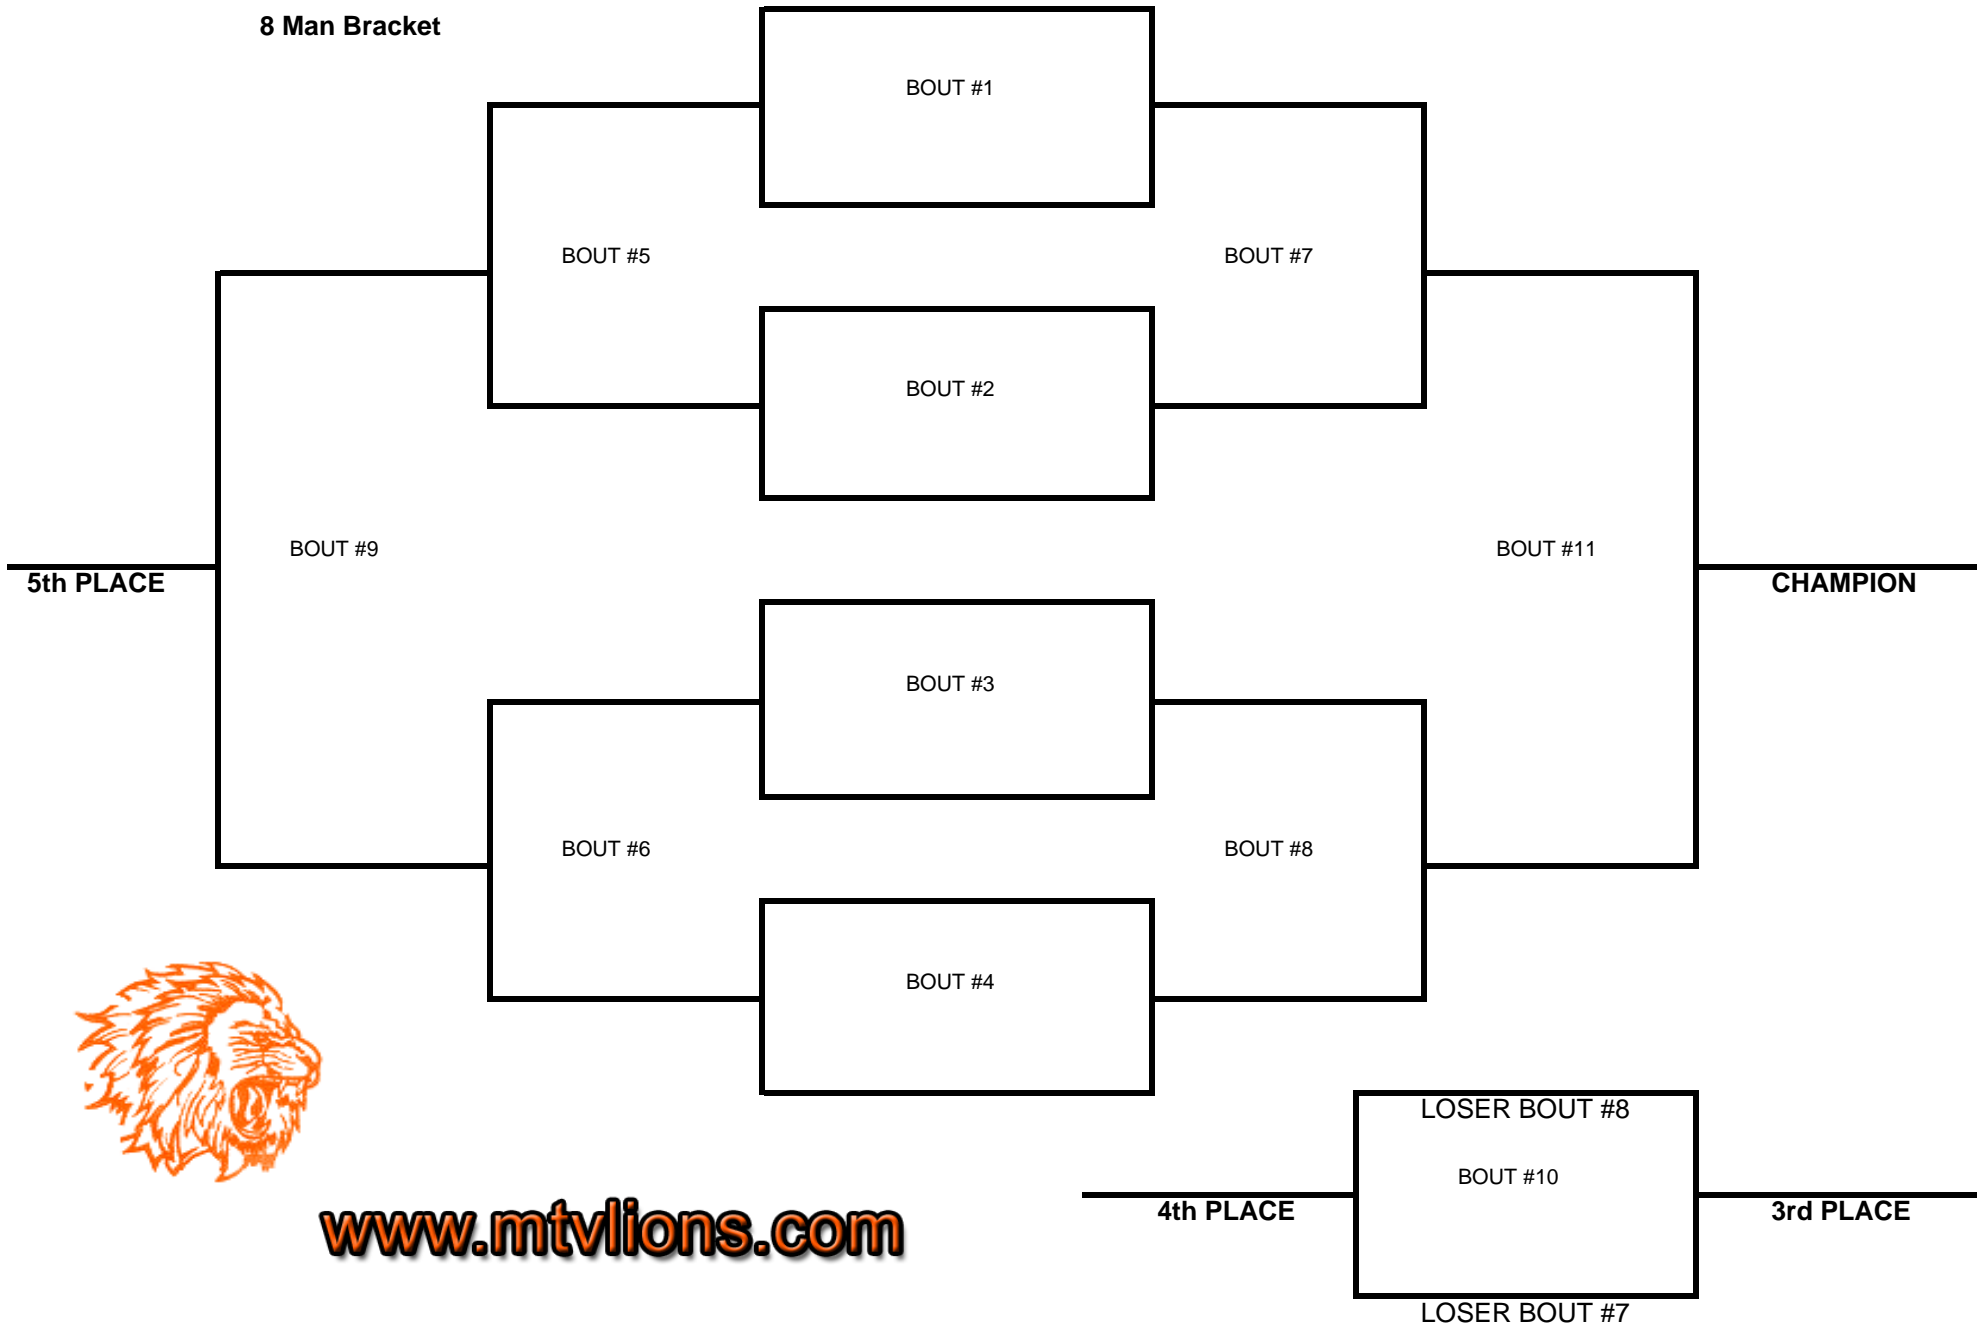 8 Man Bracket
BOUT #1
BOUT #5
BOUT #7
BOUT #2
BOUT #9
BOUT #11
5th PLACE
CHAMPION
BOUT #3
BOUT #6
BOUT #8
BOUT #4
LOSER BOUT #8
BOUT #10
4th PLACE
3rd PLACE
www.mtvlions.com
LOSER BOUT #7